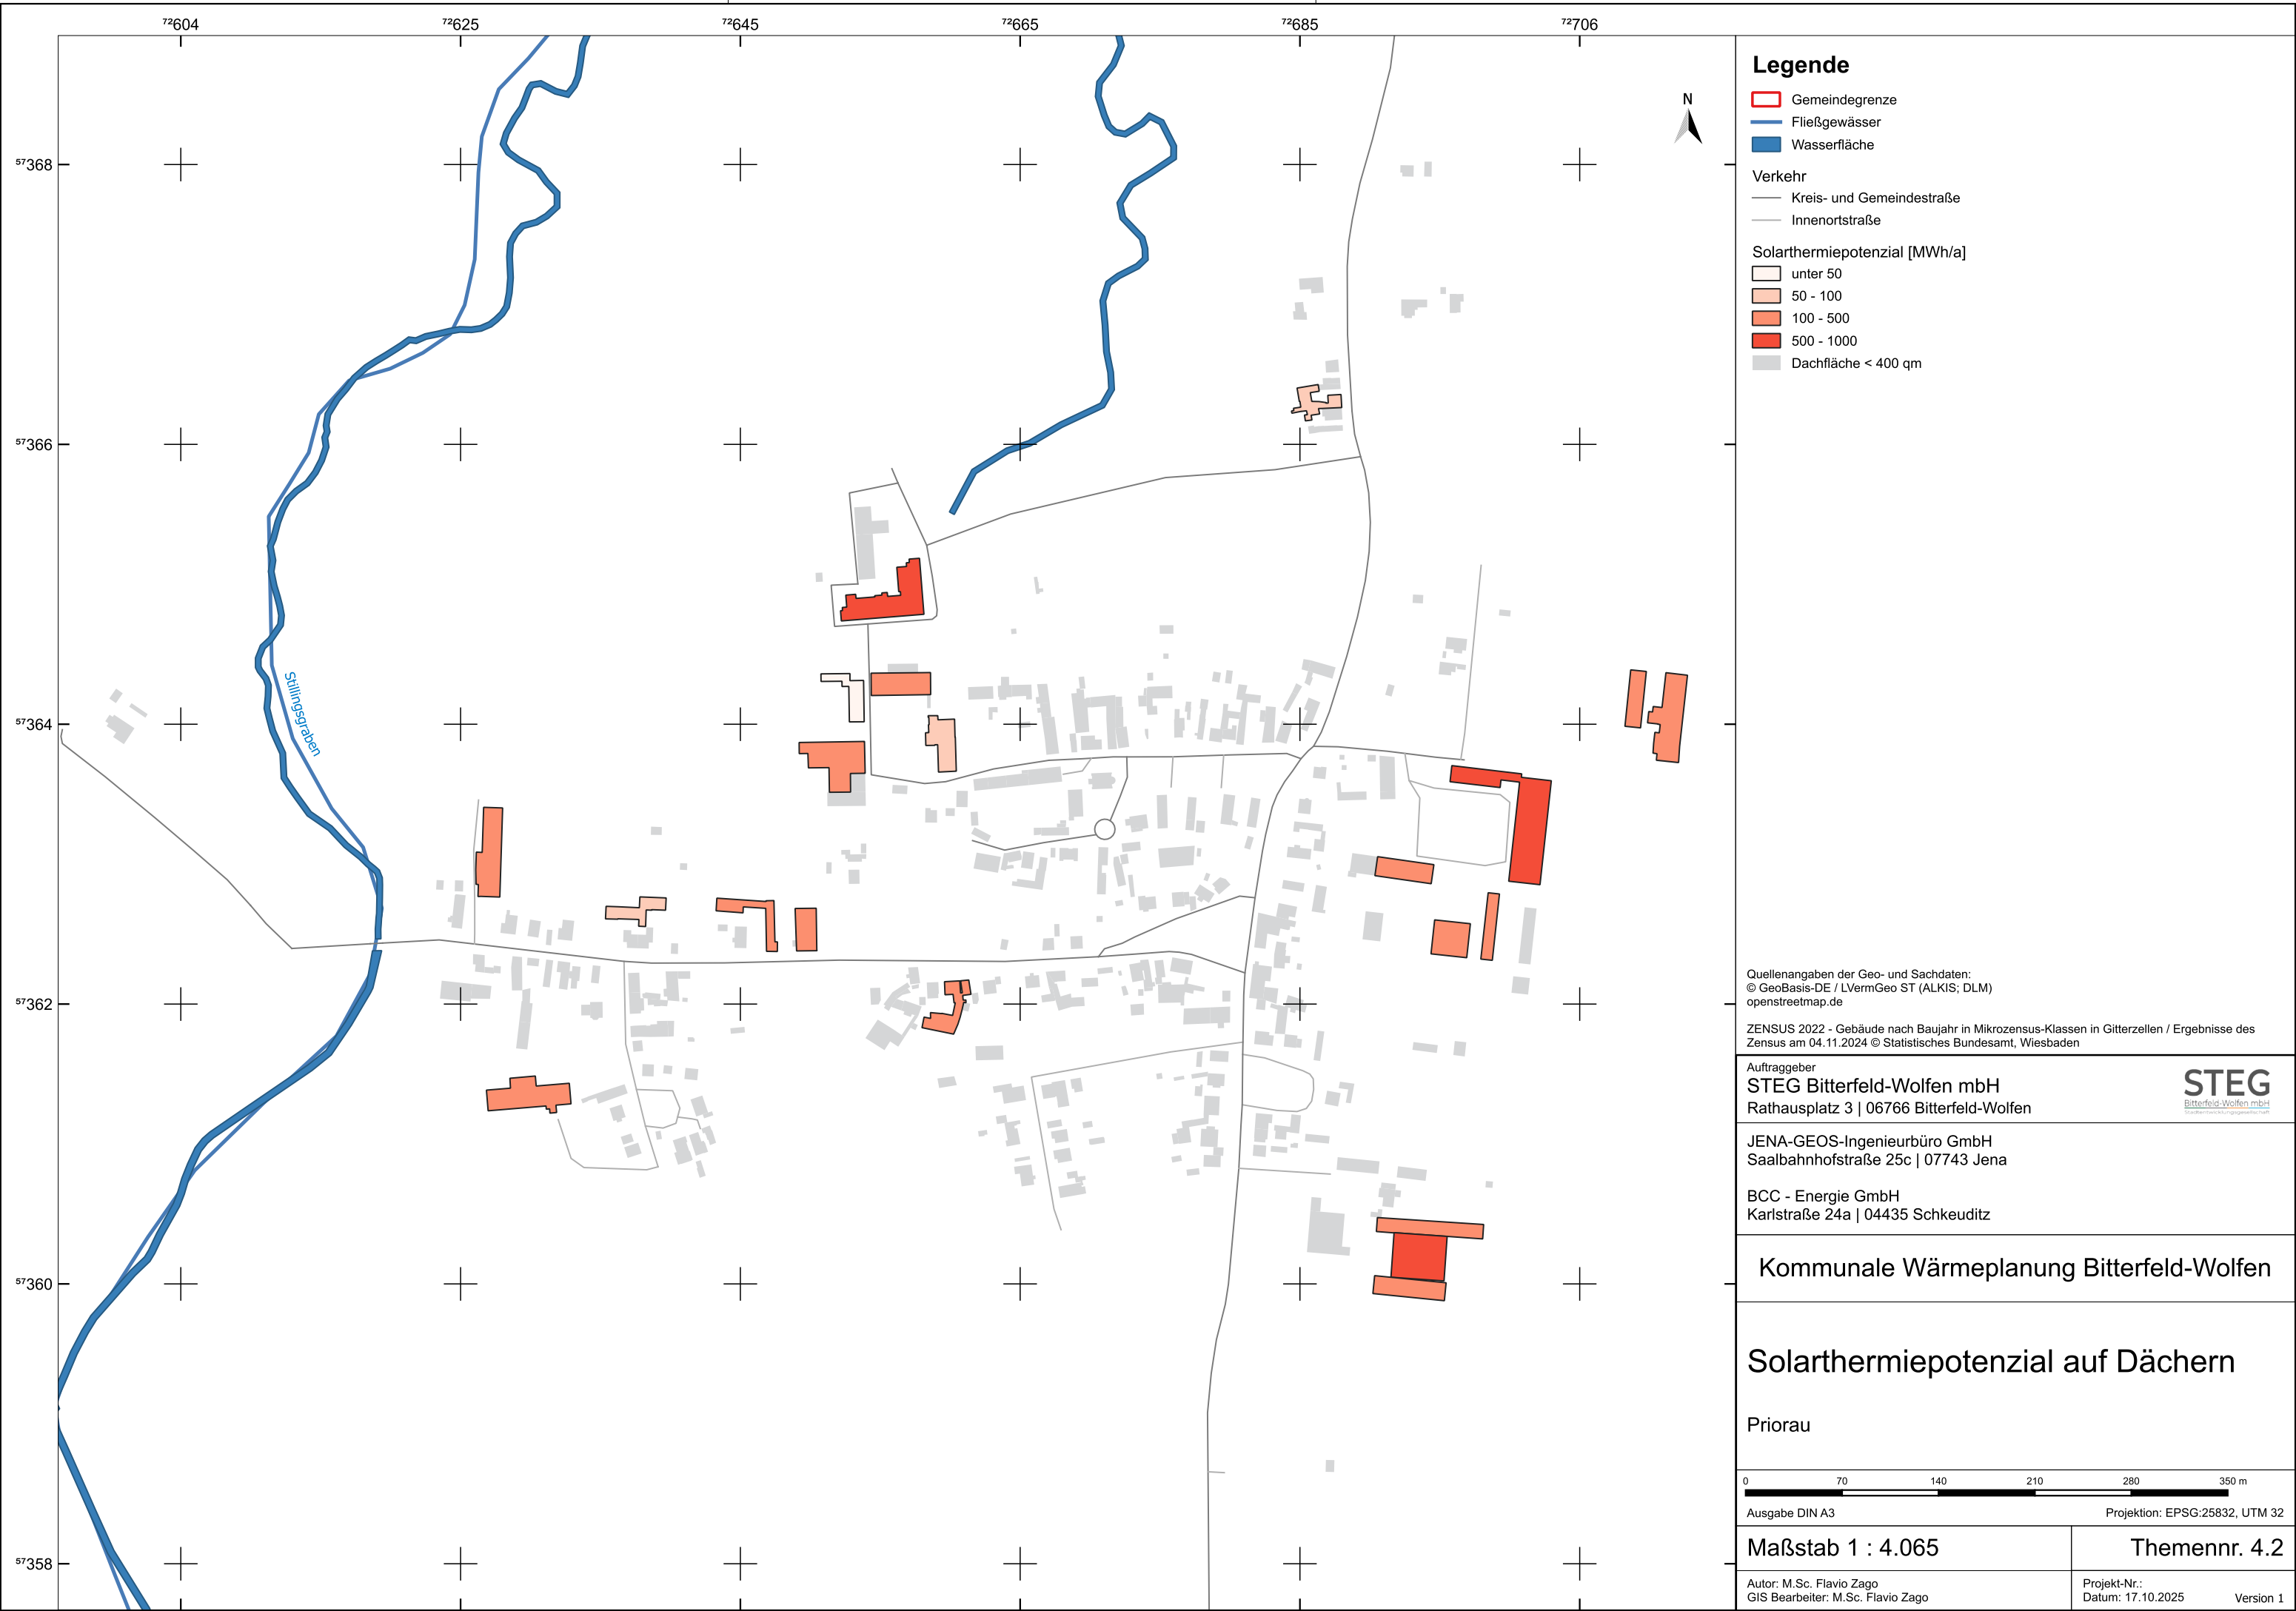 72604
72625
72645
72665
72685
72706
57368
57366
57364
57362
57360
57358
N
Stillingsgraben
Legende
Gemeindegrenze
Fließgewässer
Wasserfläche
Verkehr
Kreis- und Gemeindestraße
Innenortstraße
Solarthermiepotenzial [MWh/a]
unter 50
50 - 100
100 - 500
500 - 1000
Dachfläche < 400 qm
Quellenangaben der Geo- und Sachdaten:
© GeoBasis-DE / LVermGeo ST (ALKIS; DLM)
openstreetmap.de
ZENSUS 2022 - Gebäude nach Baujahr in Mikrozensus-Klassen in Gitterzellen / Ergebnisse des
Zensus am 04.11.2024 © Statistisches Bundesamt, Wiesbaden
Auftraggeber
STEG Bitterfeld-Wolfen mbH
Rathausplatz 3 | 06766 Bitterfeld-Wolfen
STEG
Bitterfeld-Wolfen mbH
Stadtentwicklungsgesellschaft
JENA-GEOS-Ingenieurbüro GmbH
Saalbahnhofstraße 25c | 07743 Jena
BCC - Energie GmbH
Karlstraße 24a | 04435 Schkeuditz
Kommunale Wärmeplanung Bitterfeld-Wolfen
Solarthermiepotenzial auf Dächern
Priorau
0 70 140 210 280 350 m
Ausgabe DIN A3 Projektion: EPSG:25832, UTM 32
Maßstab 1 : 4.065 Themennr. 4.2
Autor: M.Sc. Flavio Zago Projekt-Nr.:
GIS Bearbeiter: M.Sc. Flavio Zago Datum: 17.10.2025 Version 1